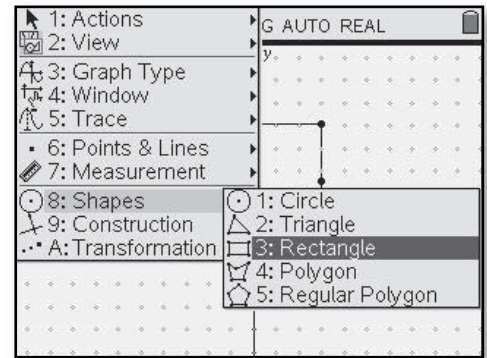 1: Actions
2: View
3: Graph Type
4: Window
5: Trace
6: Points & Lines
7: Measurement
8: Shapes
9: Construction
A: Transformation
G AUTO REAL
y
1: Circle
2: Triangle
3: Rectangle
4: Polygon
5: Regular Polygon